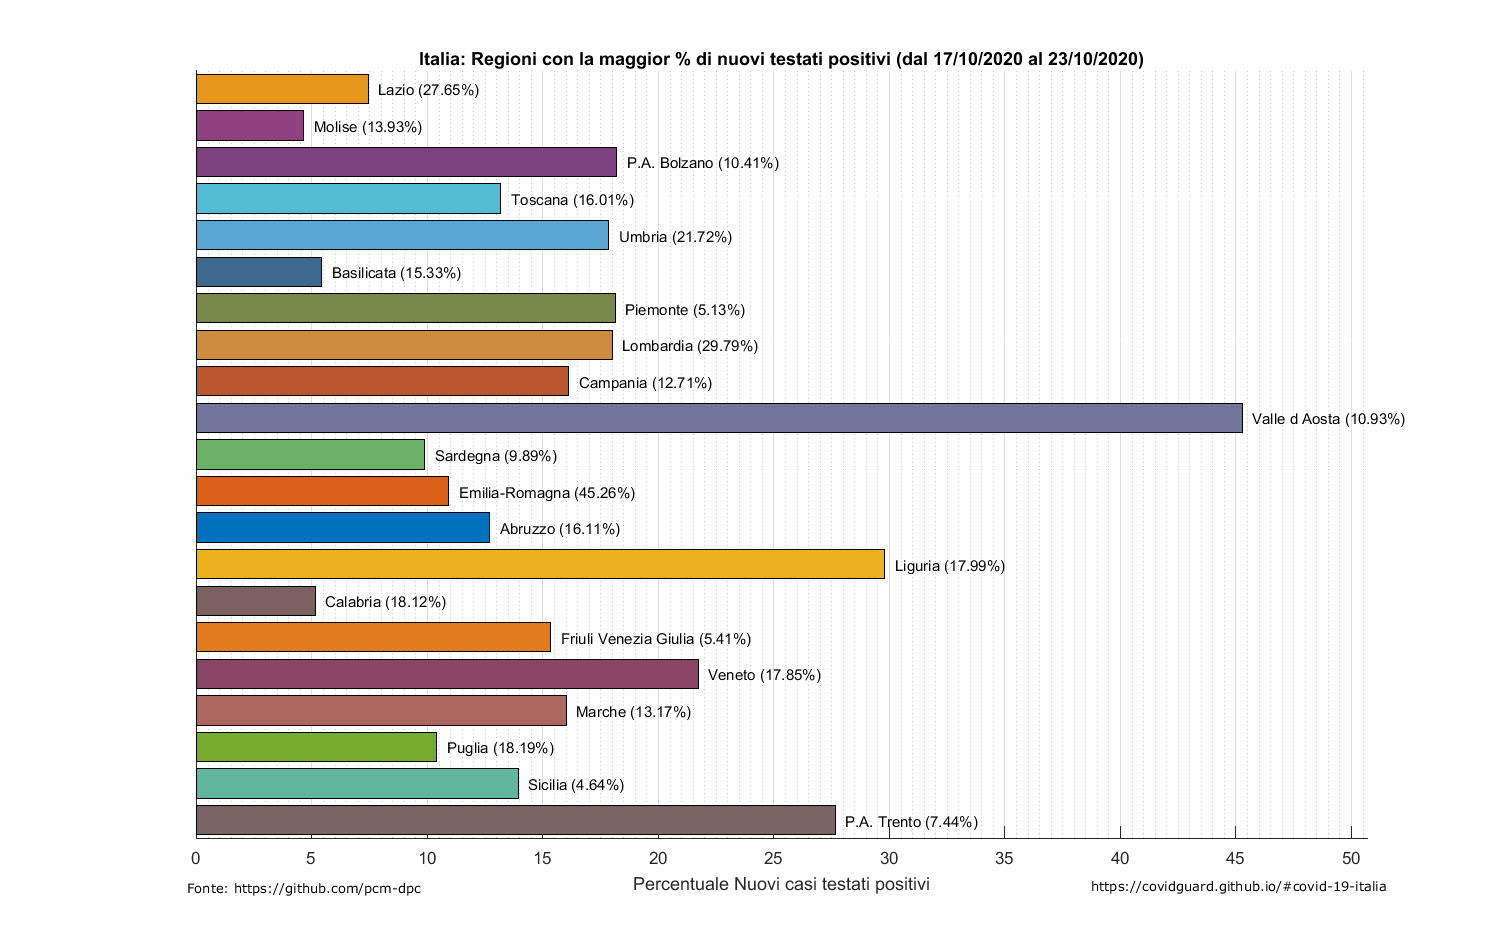 Italia: Regioni con la maggior % di nuovi testati positivi (dal 17/10/2020 al 23/10/2020)
Lazio (27.65%)
Molise (13.93%)
P.A. Bolzano (10.41%)
Toscana (16.01%)
Umbria (21.72%)
Basilicata (15.33%)
Piemonte (5.13%)
Lombardia (29.79%)
Campania (12.71%)
Valle d Aosta (10.93%)
Sardegna (9.89%)
Emilia-Romagna (45.26%)
Abruzzo (16.11%)
Liguria (17.99%)
Calabria (18.12%)
Friuli Venezia Giulia (5.41%)
Veneto (17.85%)
Marche (13.17%)
Puglia (18.19%)
Sicilia (4.64%)
P.A. Trento (7.44%)
0 5 10 15 20 25 30 35 40 45 50
Percentuale Nuovi casi testati positivi
Fonte: https://github.com/pcm-dpc
https://covidguard.github.io/#covid-19-italia